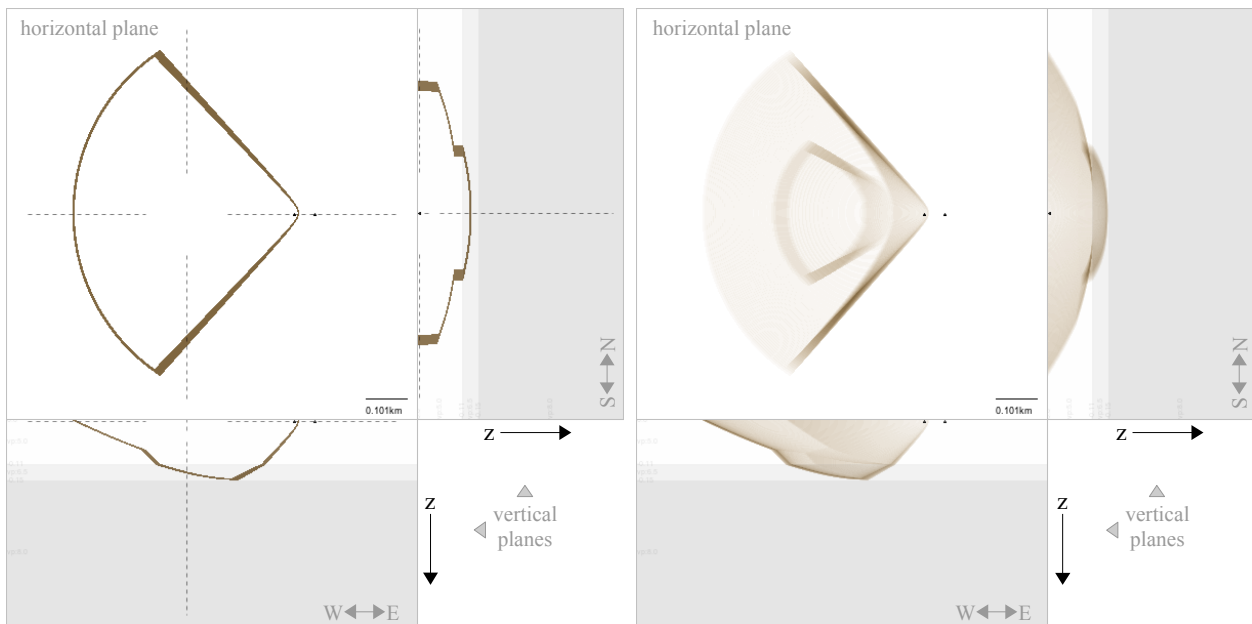 horizontal plane
horizontal plane
0.101km
0.101km
S
N
S
N
z
z
z
z
vertical
planes
vertical
planes
W
E
W
E